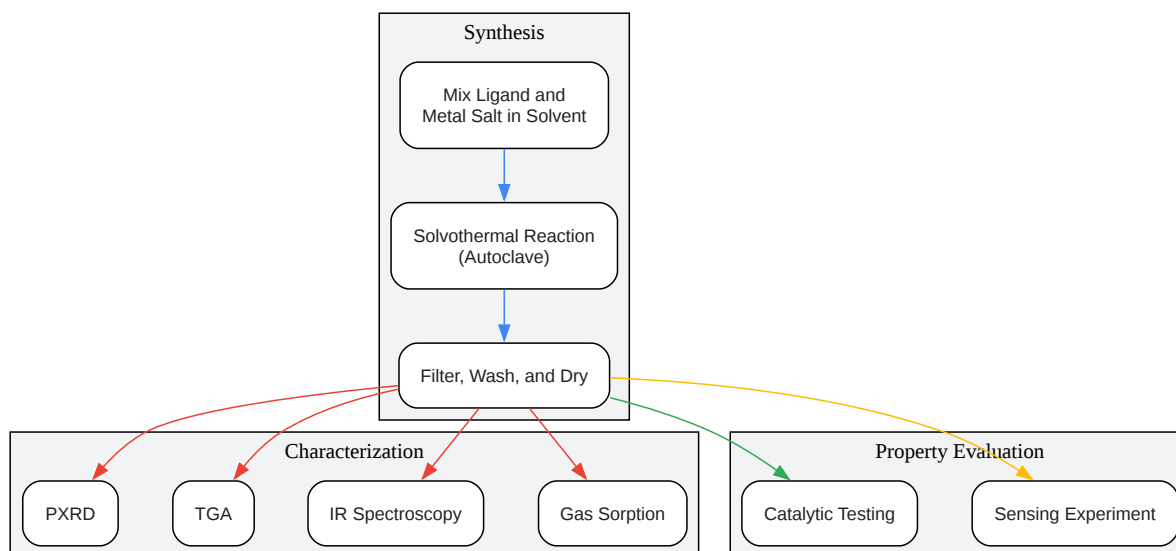 Synthesis
Mix Ligand and
Metal Salt in Solvent
Solvothermal Reaction
(Autoclave)
Filter, Wash, and Dry
Characterization
PXRD
TGA
IR Spectroscopy
Gas Sorption
Property Evaluation
Catalytic Testing
Sensing Experiment